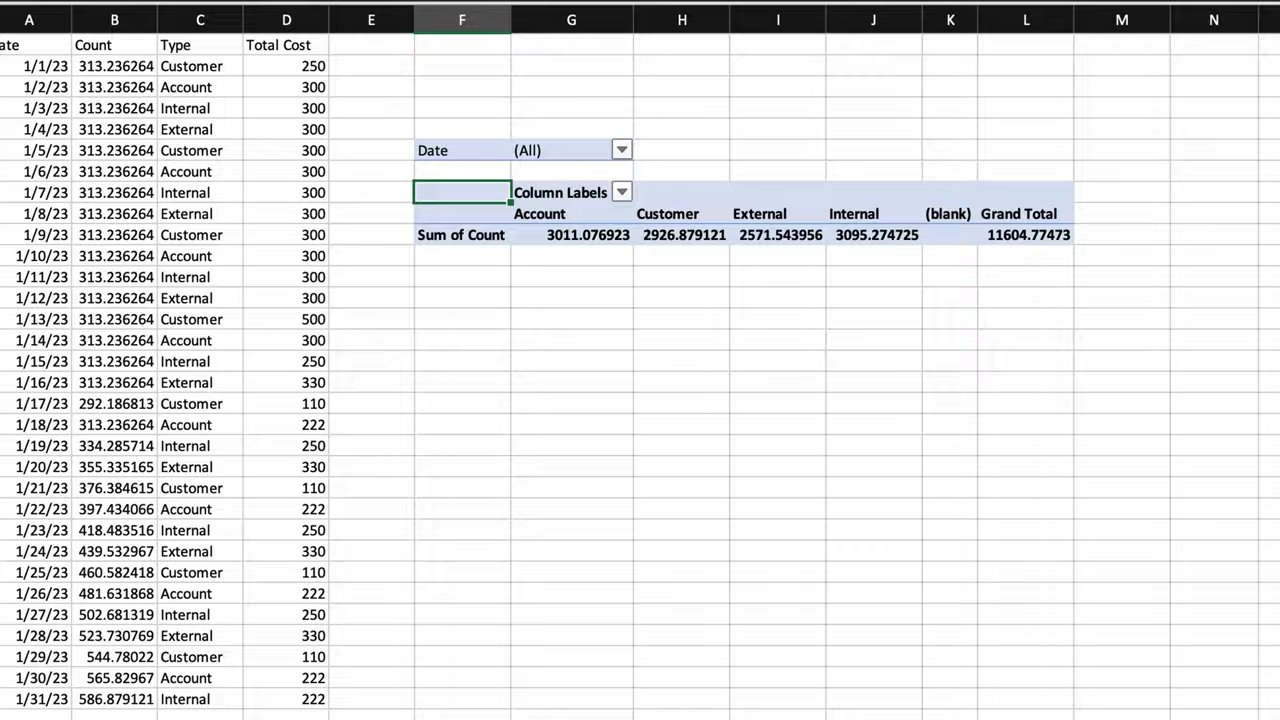 A B C D E F G H I J K L M N
ate Count Type Total Cost
1/1/23 313.236264 Customer 250
1/2/23 313.236264 Account 300
1/3/23 313.236264 Internal 300
1/4/23 313.236264 External 300
1/5/23 313.236264 Customer 300 Date (All)
1/6/23 313.236264 Account 300
1/7/23 313.236264 Internal 300 Column Labels
1/8/23 313.236264 External 300 Account Customer External Internal (blank) Grand Total
1/9/23 313.236264 Customer 300 Sum of Count 3011.076923 2926.879121 2571.543956 3095.274725 11604.77473
1/10/23 313.236264 Account 300
1/11/23 313.236264 Internal 300
1/12/23 313.236264 External 300
1/13/23 313.236264 Customer 500
1/14/23 313.236264 Account 300
1/15/23 313.236264 Internal 250
1/16/23 313.236264 External 330
1/17/23 292.186813 Customer 110
1/18/23 313.236264 Account 222
1/19/23 334.285714 Internal 250
1/20/23 355.335165 External 330
1/21/23 376.384615 Customer 110
1/22/23 397.434066 Account 222
1/23/23 418.483516 Internal 250
1/24/23 439.532967 External 330
1/25/23 460.582418 Customer 110
1/26/23 481.631868 Account 222
1/27/23 502.681319 Internal 250
1/28/23 523.730769 External 330
1/29/23 544.78022 Customer 110
1/30/23 565.82967 Account 222
1/31/23 586.879121 Internal 222